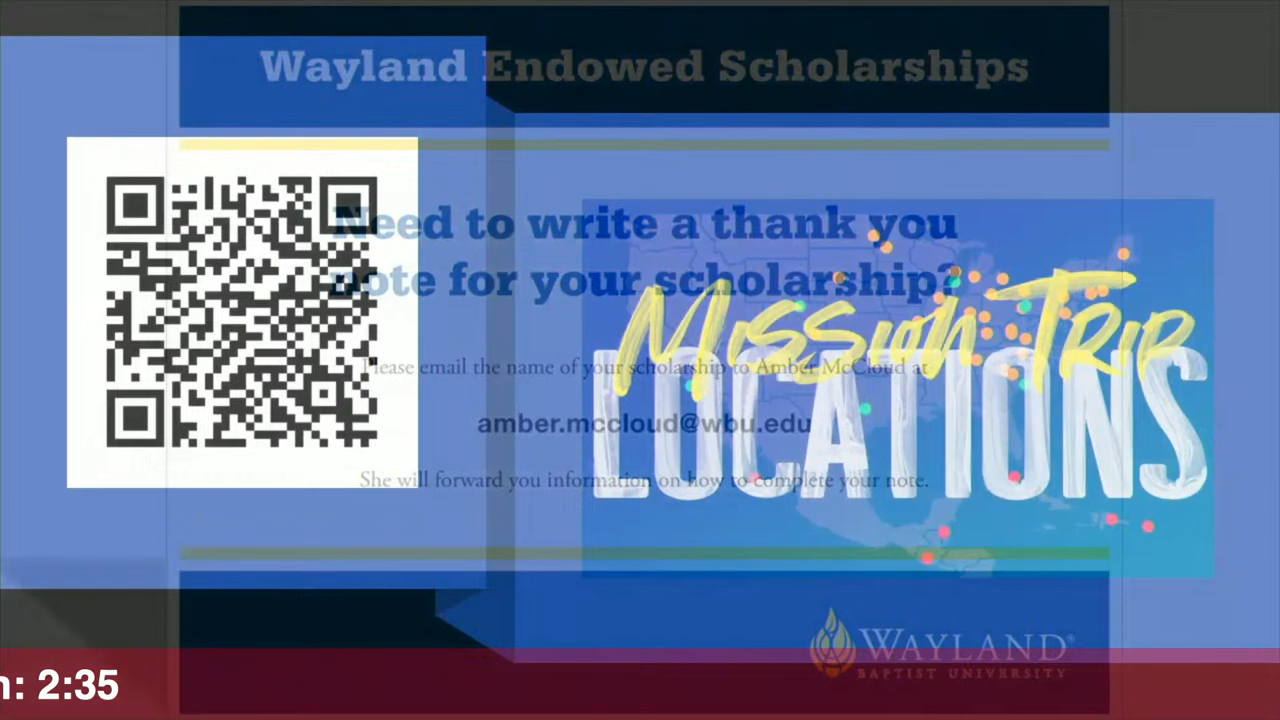 Wayland Endowed Scholarships
Need to write a thank you
note for your scholarship?
Please email the name of your scholarship to Amber McCloud at
amber.mccloud@wbu.edu
She will forward you information on how to complete your note.
Mission Trip
LOCATIONS
WAYLAND®
BAPTIST UNIVERSITY
n: 2:35